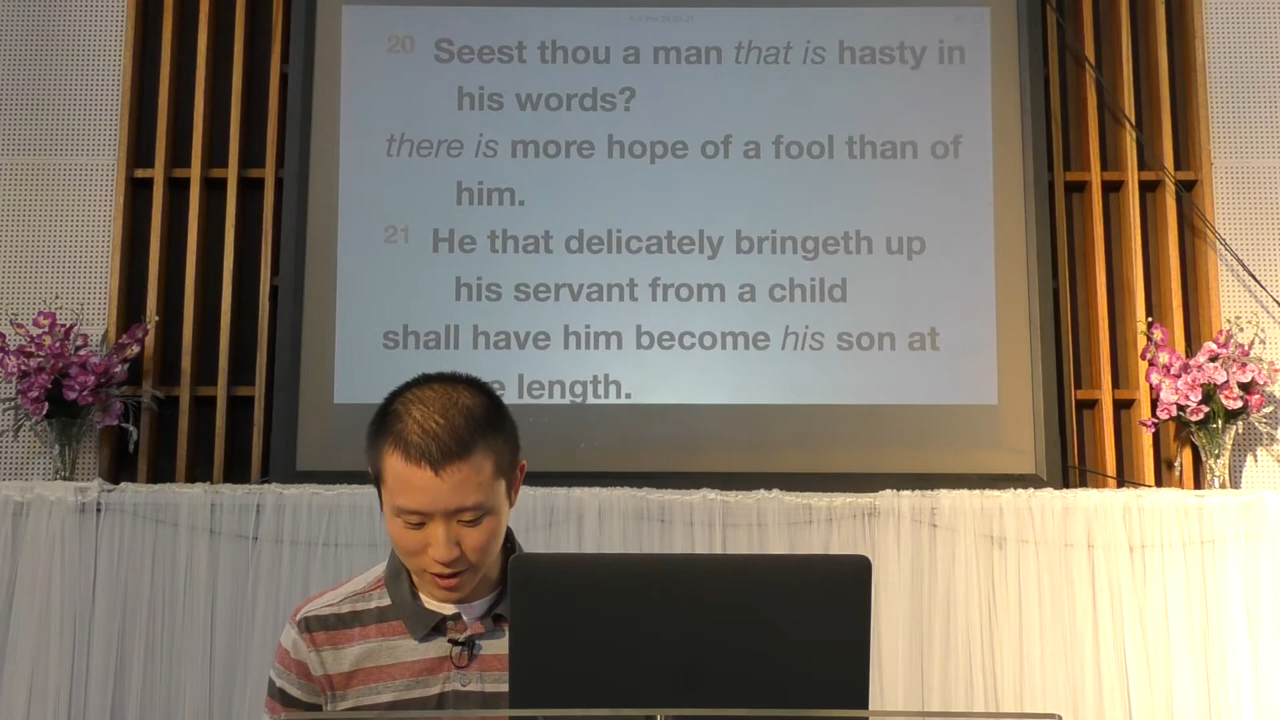 20 Seest thou a man that is hasty in
his words?
there is more hope of a fool than of
him.
21 He that delicately bringeth up
his servant from a child
shall have him become his son at
length.